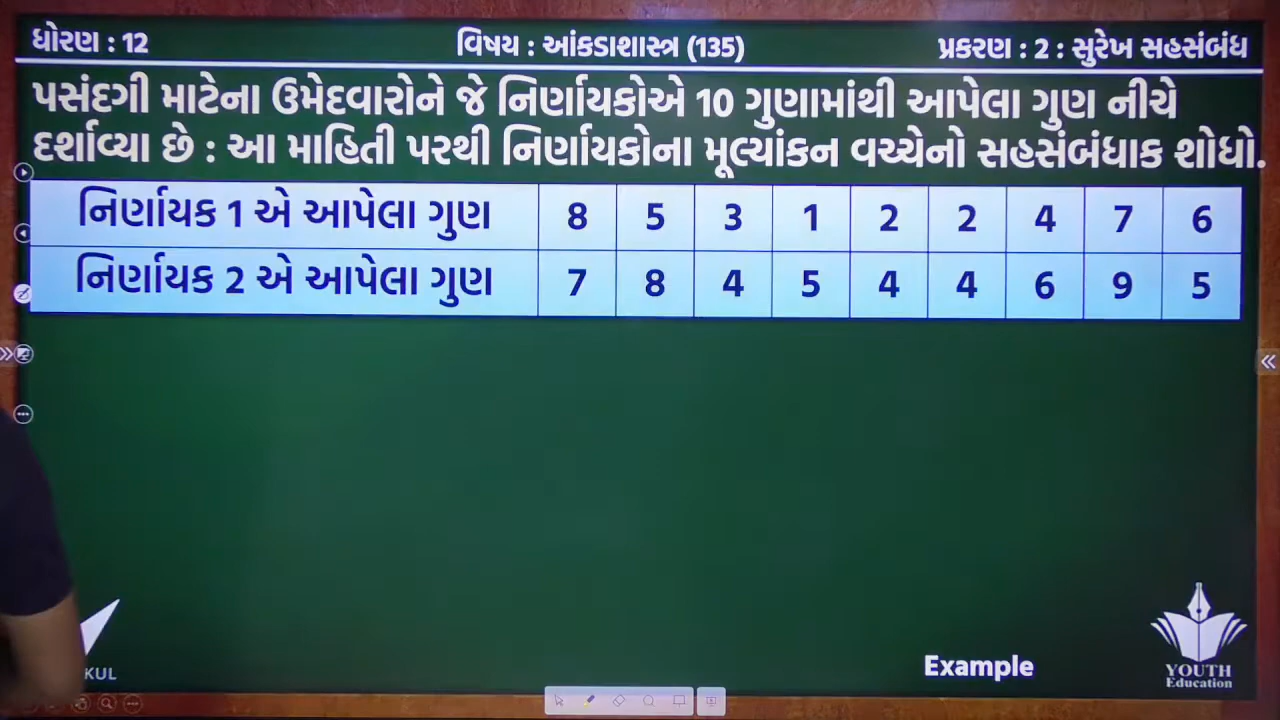 ધોરણ : 12 વિષય : આંકડાશાસ્ત્ર (135) પ્રકરણ : 2 : સુરેખ સહસંબંધ
પસંદગી માટેના ઉમેદવારોને જે નિર્ણાયકોએ 10 ગુણામાંથી આપેલા ગુણ નીચે
દર્શાવ્યા છે : આ માહિતી પરથી નિર્ણાયકોના મૂલ્યાંકન વચ્ચેનો સહસંબંધાક શોધો.
નિર્ણાયક 1 એ આપેલા ગુણ 8 5 3 1 2 2 4 7 6
નિર્ણાયક 2 એ આપેલા ગુણ 7 8 4 5 4 4 6 9 5
Example
YOUTH
Education
KUL